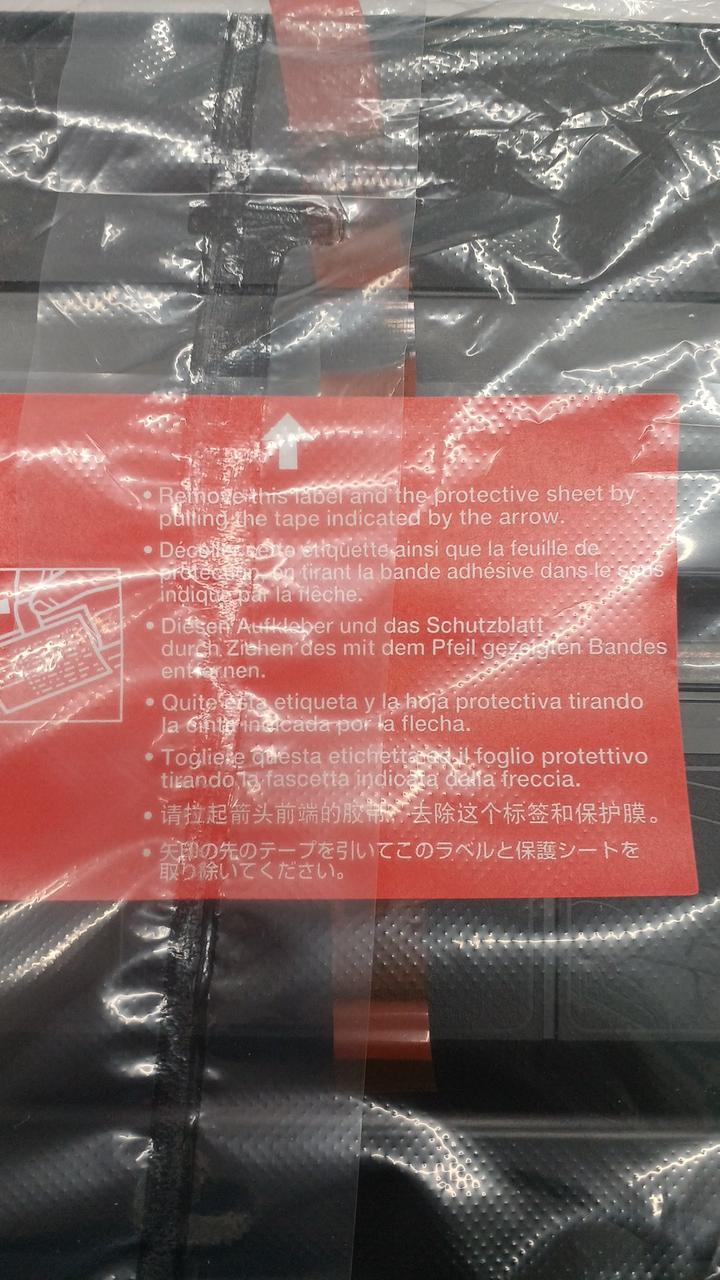 • Remove this label and the protective sheet by
pulling the tape indicated by the arrow.
• Décoller cette étiquette ainsi que la feuille de
protection, en tirant la bande adhésive dans le sens
indiqué par la flèche.
• Diesen Aufkleber und das Schutzblatt
durch Ziehen des mit dem Pfeil gezeigten Bandes
entfernen.
• Quite esta etiqueta y la hoja protectiva tirando
la cinta indicada por la flecha.
• Togliere questa etichetta ed il foglio protettivo
tirando la fascetta indicata dalla freccia.
• 请拉起箭头前端的胶带，去除这个标签和保护膜。
• 矢印の先のテープを引いてこのラベルと保護シートを
取り除いてください。